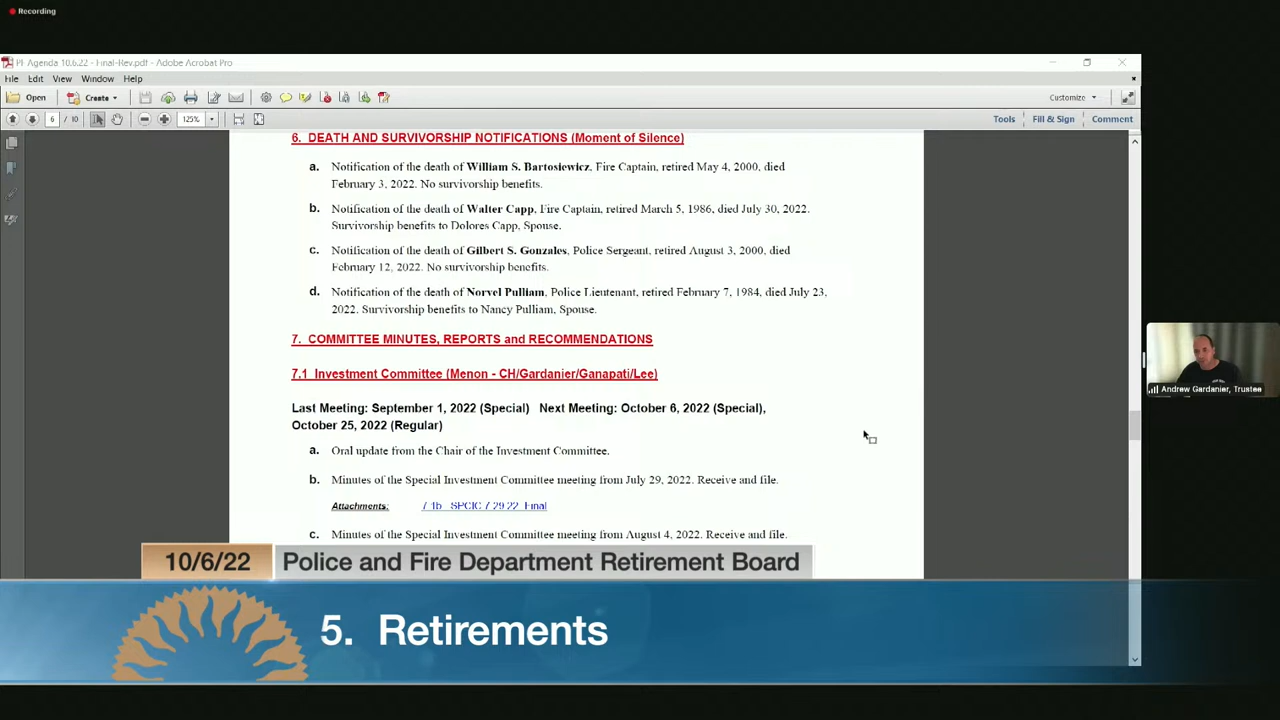 Recording
PF Agenda 10.6.22 - Final-Rev.pdf - Adobe Acrobat Pro
File Edit View Window Help
Open Create Customize
6 / 10 125% Tools Fill & Sign Comment
6. DEATH AND SURVIVORSHIP NOTIFICATIONS (Moment of Silence)
a. Notification of the death of William S. Bartosiewicz, Fire Captain, retired May 4, 2000, died
February 3, 2022. No survivorship benefits.
b. Notification of the death of Walter Capp, Fire Captain, retired March 5, 1986, died July 30, 2022.
Survivorship benefits to Dolores Capp, Spouse.
c. Notification of the death of Gilbert S. Gonzales, Police Sergeant, retired August 3, 2000, died
February 12, 2022. No survivorship benefits.
d. Notification of the death of Norvel Pulliam, Police Lieutenant, retired February 7, 1984, died July 23,
2022. Survivorship benefits to Nancy Pulliam, Spouse.
7. COMMITTEE MINUTES, REPORTS and RECOMMENDATIONS
7.1 Investment Committee (Menon - CH/Gardanier/Ganapati/Lee)
Last Meeting: September 1, 2022 (Special) Next Meeting: October 6, 2022 (Special),
October 25, 2022 (Regular)
a. Oral update from the Chair of the Investment Committee.
b. Minutes of the Special Investment Committee meeting from July 29, 2022. Receive and file.
Attachments: 7.1b SPCIC 7.29.22 Final
c. Minutes of the Special Investment Committee meeting from August 4, 2022. Receive and file.
Andrew Gardanier, Trustee
10/6/22 Police and Fire Department Retirement Board
5. Retirements